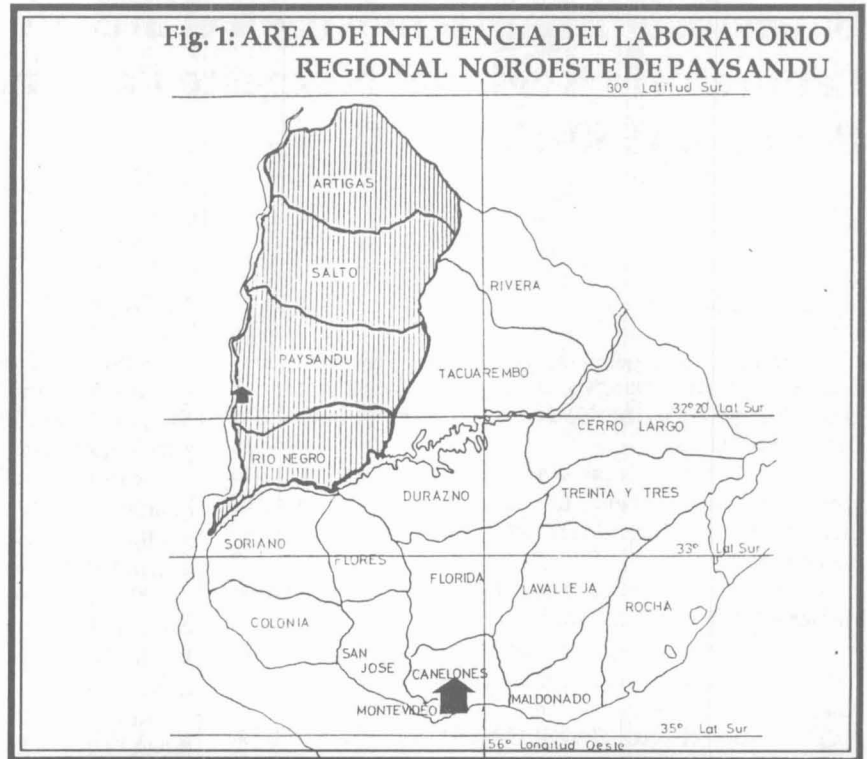 Fig. 1: AREA DE INFLUENCA DEL LABORATORIO
REGIONAL NOROESTE DE PAYSANDU
30° Latitud Sur
ARTIGAS
SALTO
RIVERA
PAYSANDU
TACUAREMBO
32°20' Lat Sur
CERRO LARGO
RIO NEGRO
DURAZNO
TREINTA Y TRES
SORIANO
33° Lat Sur
FLORES
FLORIDA
LAVALLEJA
ROCHA
COLONIA
SAN
JOSE
CANELONES
MALDONADO
MONTEVIDEO
35° Lat Sur
56° Longitud Oeste